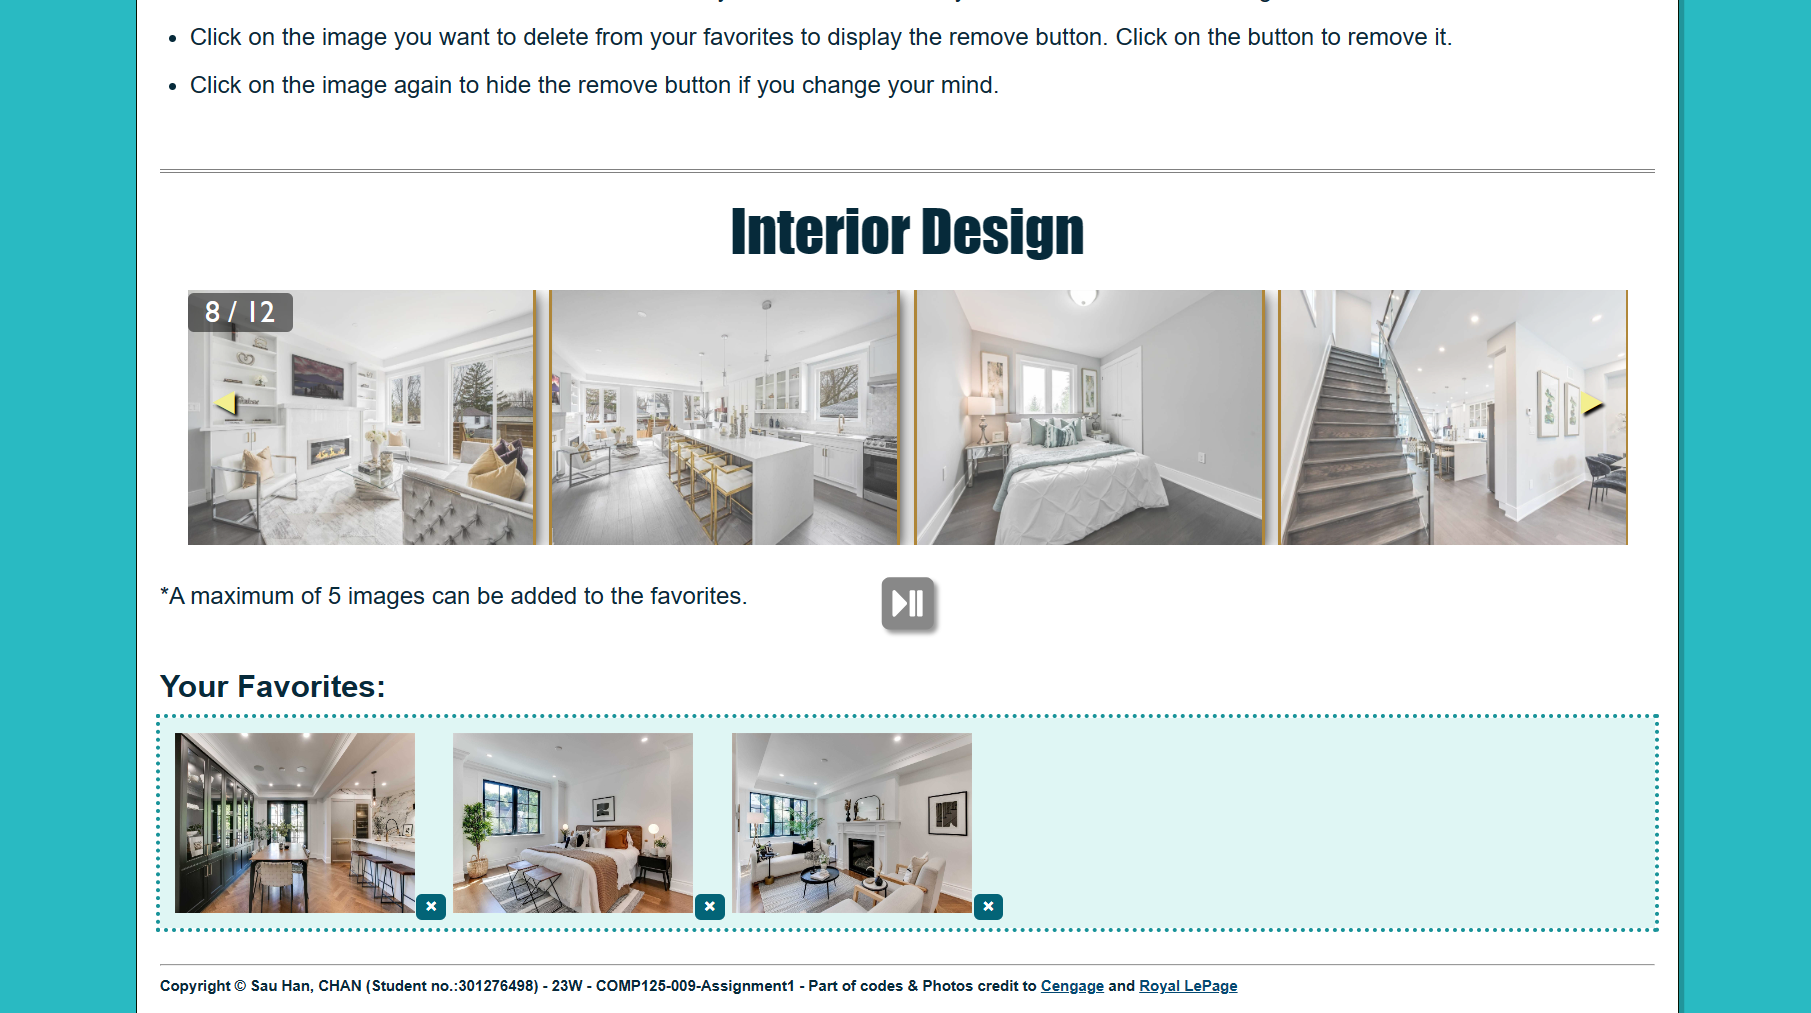 Click on the image you want to delete from your favorites to display the remove button. Click on the button to remove it.
Click on the image again to hide the remove button if you change your mind.
Interior Design
8 / 12
*A maximum of 5 images can be added to the favorites.
Your Favorites:
Copyright © Sau Han, CHAN (Student no.:301276498) - 23W - COMP125-009-Assignment1 - Part of codes & Photos credit to Cengage and Royal LePage